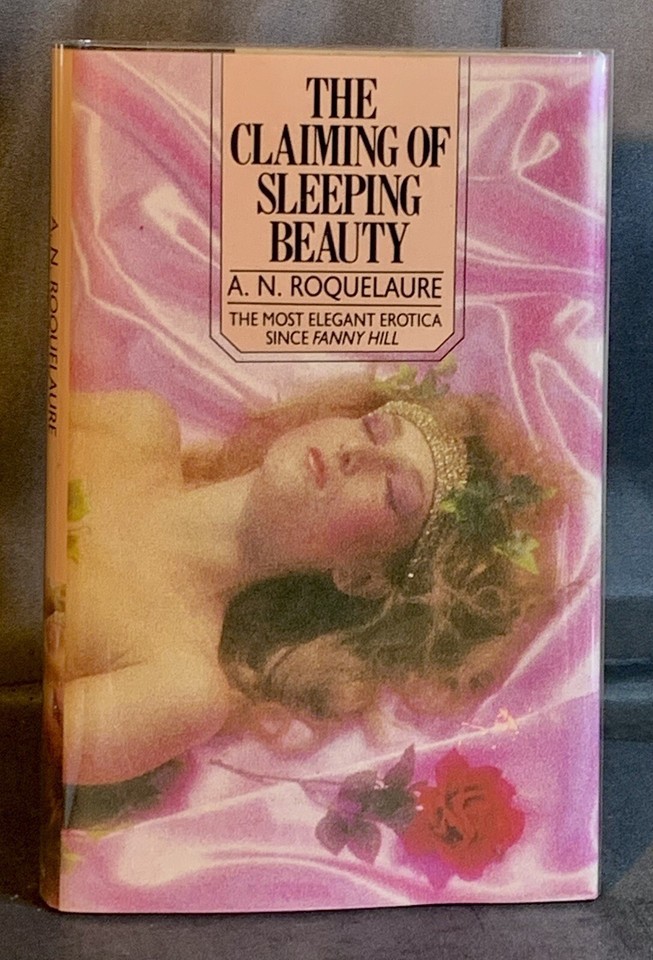 THE
CLAIMING OF
SLEEPING
BEAUTY
A. N. ROQUELAURE
THE MOST ELEGANT EROTICA
SINCE FANNY HILL
A. N. ROQUELAURE